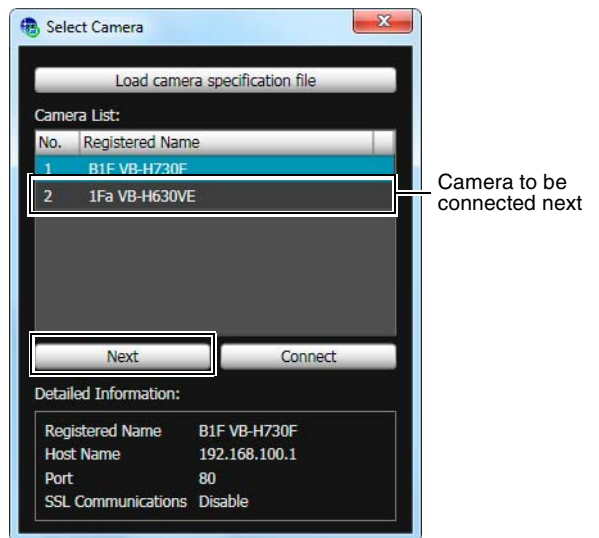 Select Camera
Load camera specification file
Camera List:
No. Registered Name
1 B1F VB-H730F
2 1Fa VB-H630VE
Camera to be
connected next
Next Connect
Detailed Information:
Registered Name B1F VB-H730F
Host Name 192.168.100.1
Port 80
SSL Communications Disable